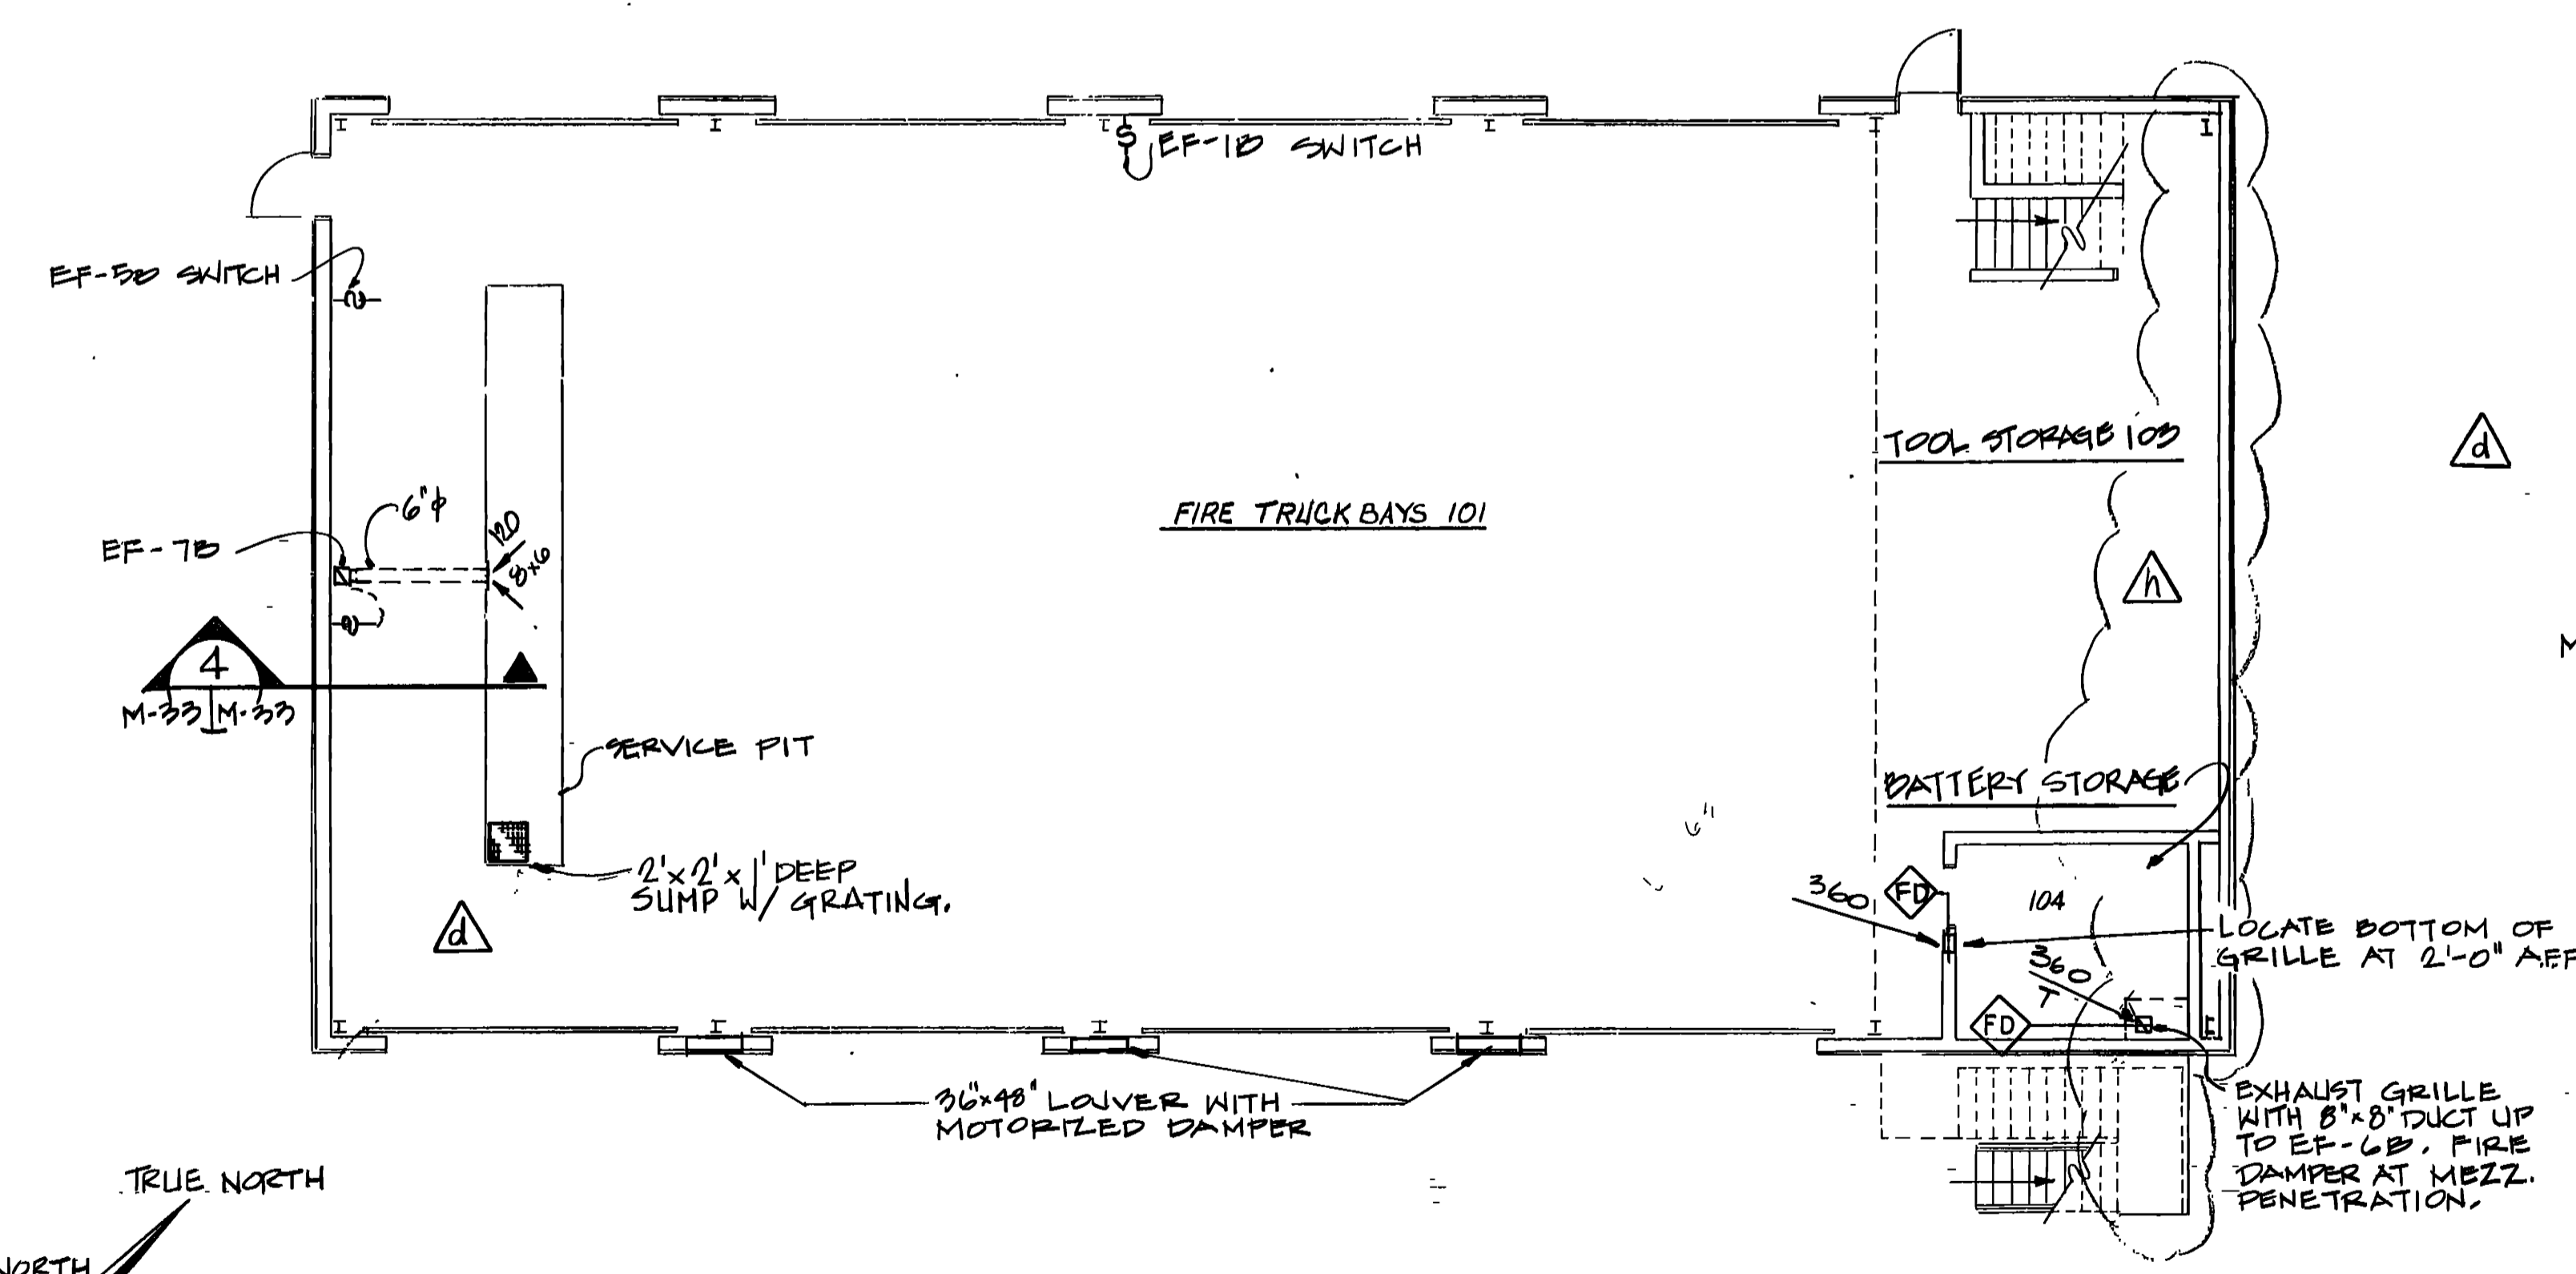 EF-1B SWITCH
S
EF-5B SWITCH
TOOL STORAGE 103
d
6"ϕ
120
8x6
EF-7B
FIRE TRUCK BAYS 101
h
4
M-33 M-33
SERVICE PIT
BATTERY STORAGE
6"
2'x2'x1' DEEP
SUMP W/ GRATING.
d
360
FD
104
LOCATE BOTTOM OF
GRILLE AT 2'-0" A.F.F
360
T
FD
36"x48" LOUVER WITH
MOTORIZED DAMPER
EXHAUST GRILLE
WITH 8"x8" DUCT UP
TO EF-6B. FIRE
DAMPER AT MEZZ.
PENETRATION.
TRUE NORTH
NORTH